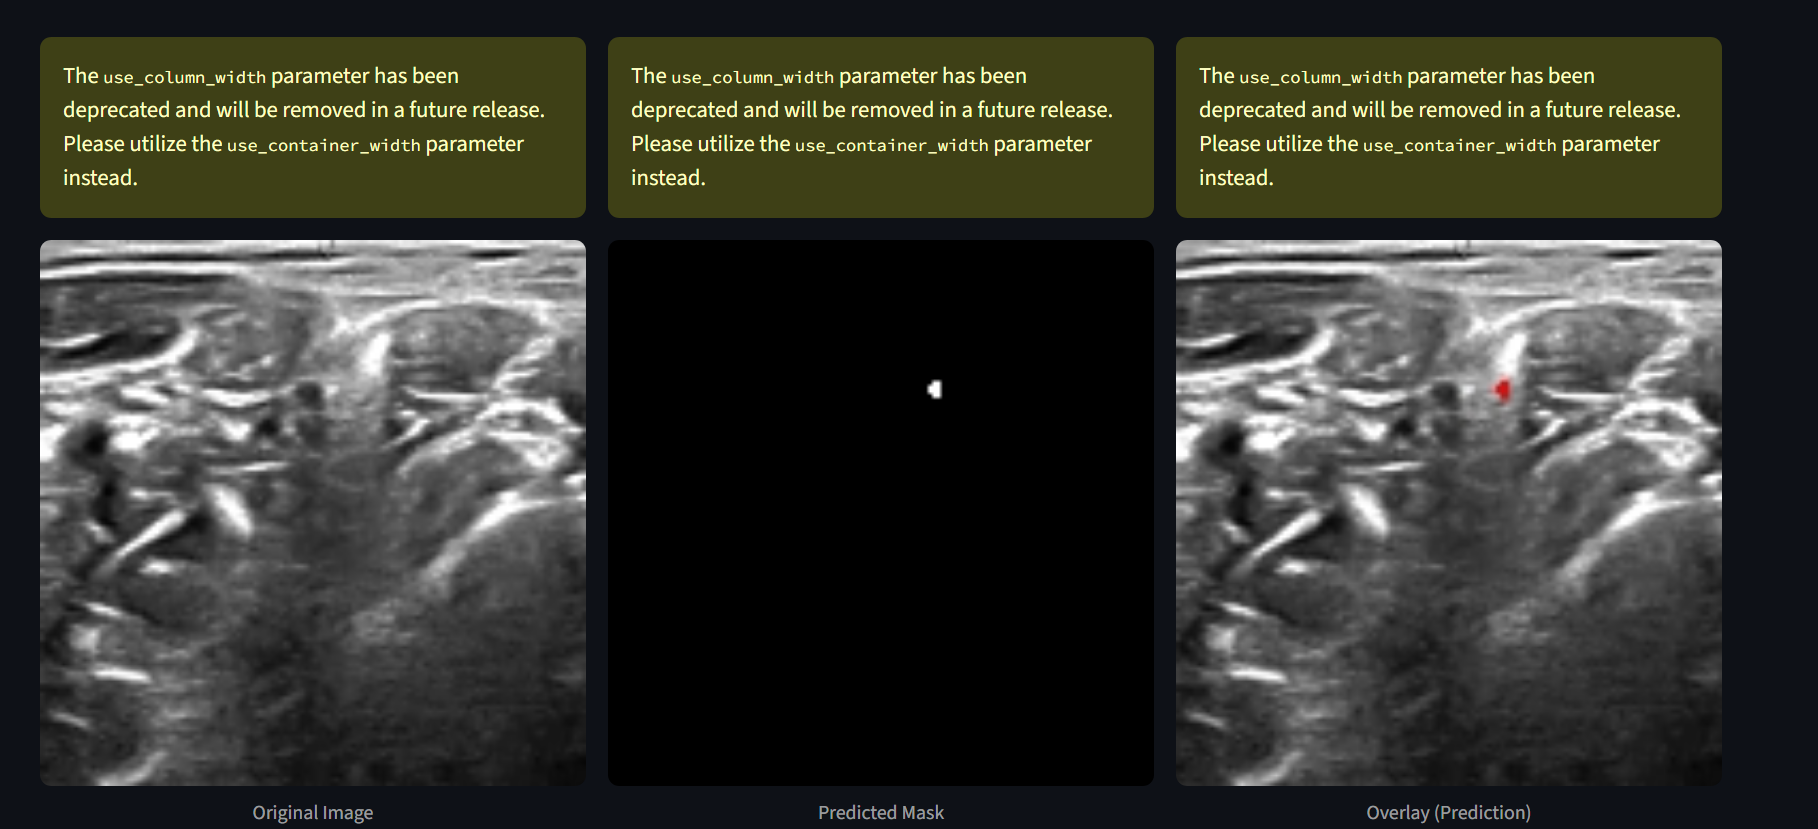 The use_column_width parameter has been
deprecated and will be removed in a future release.
Please utilize the use_container_width parameter
instead.
The use_column_width parameter has been
deprecated and will be removed in a future release.
Please utilize the use_container_width parameter
instead.
The use_column_width parameter has been
deprecated and will be removed in a future release.
Please utilize the use_container_width parameter
instead.
Original Image
Predicted Mask
Overlay (Prediction)